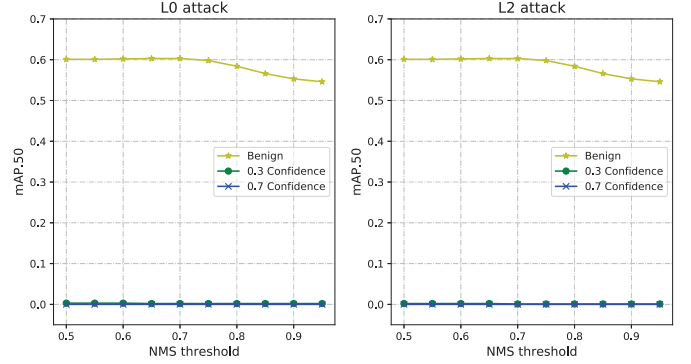 L0 attack
0.7
0.6
0.5
0.4
0.3
0.2
0.1
0.0
mAP.50
Benign
0.3 Confidence
0.7 Confidence
0.5 0.6 0.7 0.8 0.9
NMS threshold
L2 attack
0.7
0.6
0.5
0.4
0.3
0.2
0.1
0.0
mAP.50
Benign
0.3 Confidence
0.7 Confidence
0.5 0.6 0.7 0.8 0.9
NMS threshold